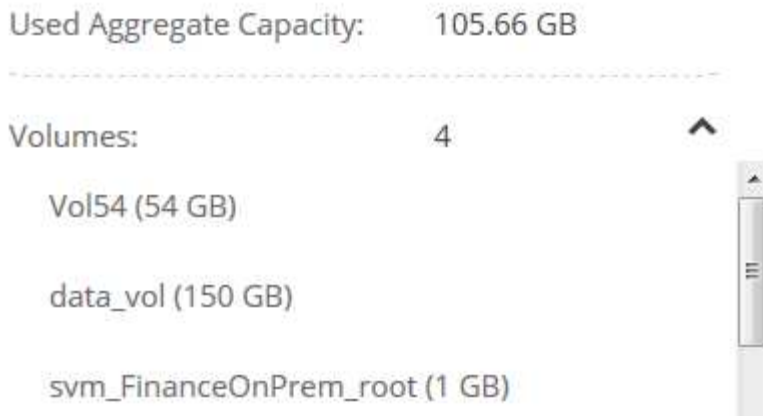 Used Aggregate Capacity: 105.66 GB
Volumes: 4
Vol54 (54 GB)
data_vol (150 GB)
svm_FinanceOnPrem_root (1 GB)